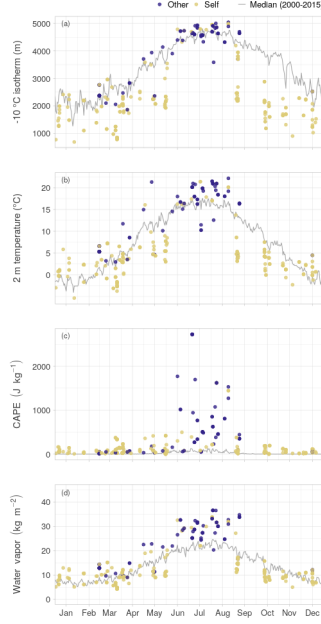 Other Self Median (2000-2015
(a)
-10 °C isotherm (m)
5000
4000
3000
2000
1000
(b)
2 m temperature (°C)
20
15
10
5
0
(c)
CAPE (J kg⁻¹)
2000
1000
0
(d)
Water vapor (kg m⁻²)
40
30
20
10
0
Jan Feb Mar Apr May Jun Jul Aug Sep Oct Nov Dec